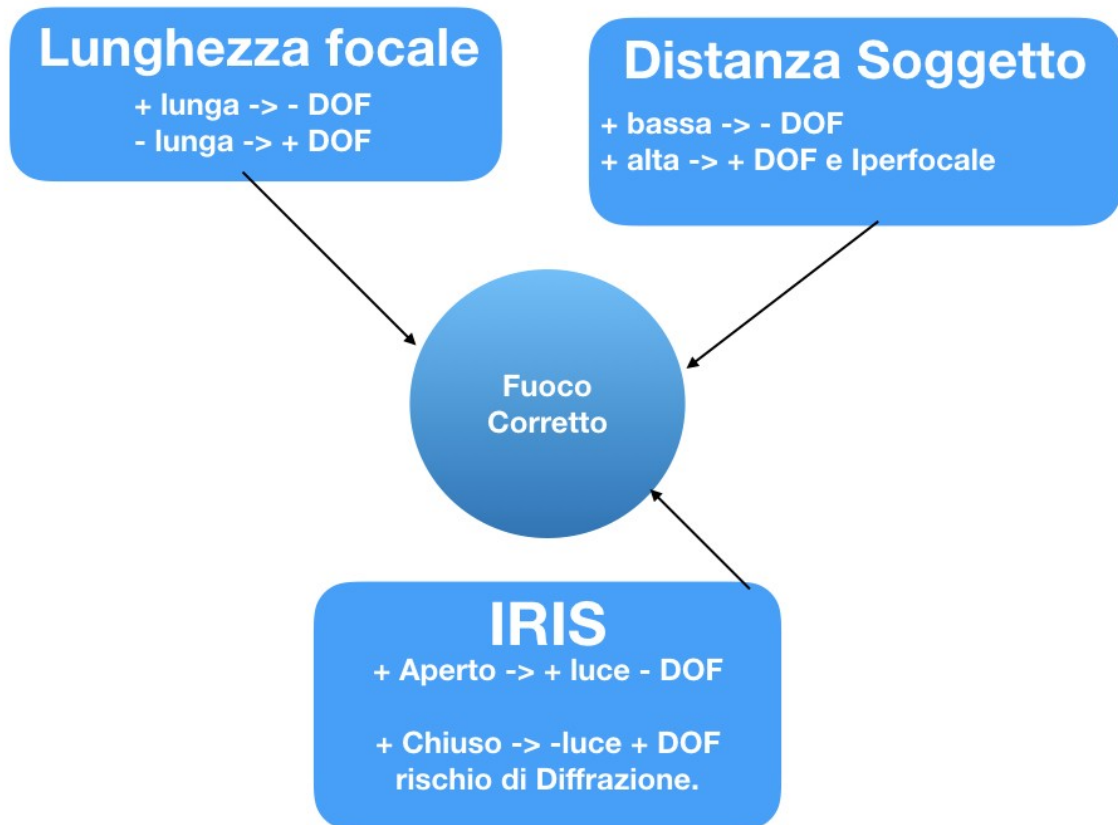 Lunghezza focale
+ lunga -> - DOF
- lunga -> + DOF
Distanza Soggetto
+ bassa -> - DOF
+ alta -> + DOF e Iperfocale
Fuoco
Corretto
IRIS
+ Aperto -> + luce - DOF
+ Chiuso -> -luce + DOF
rischio di Diffrazione.